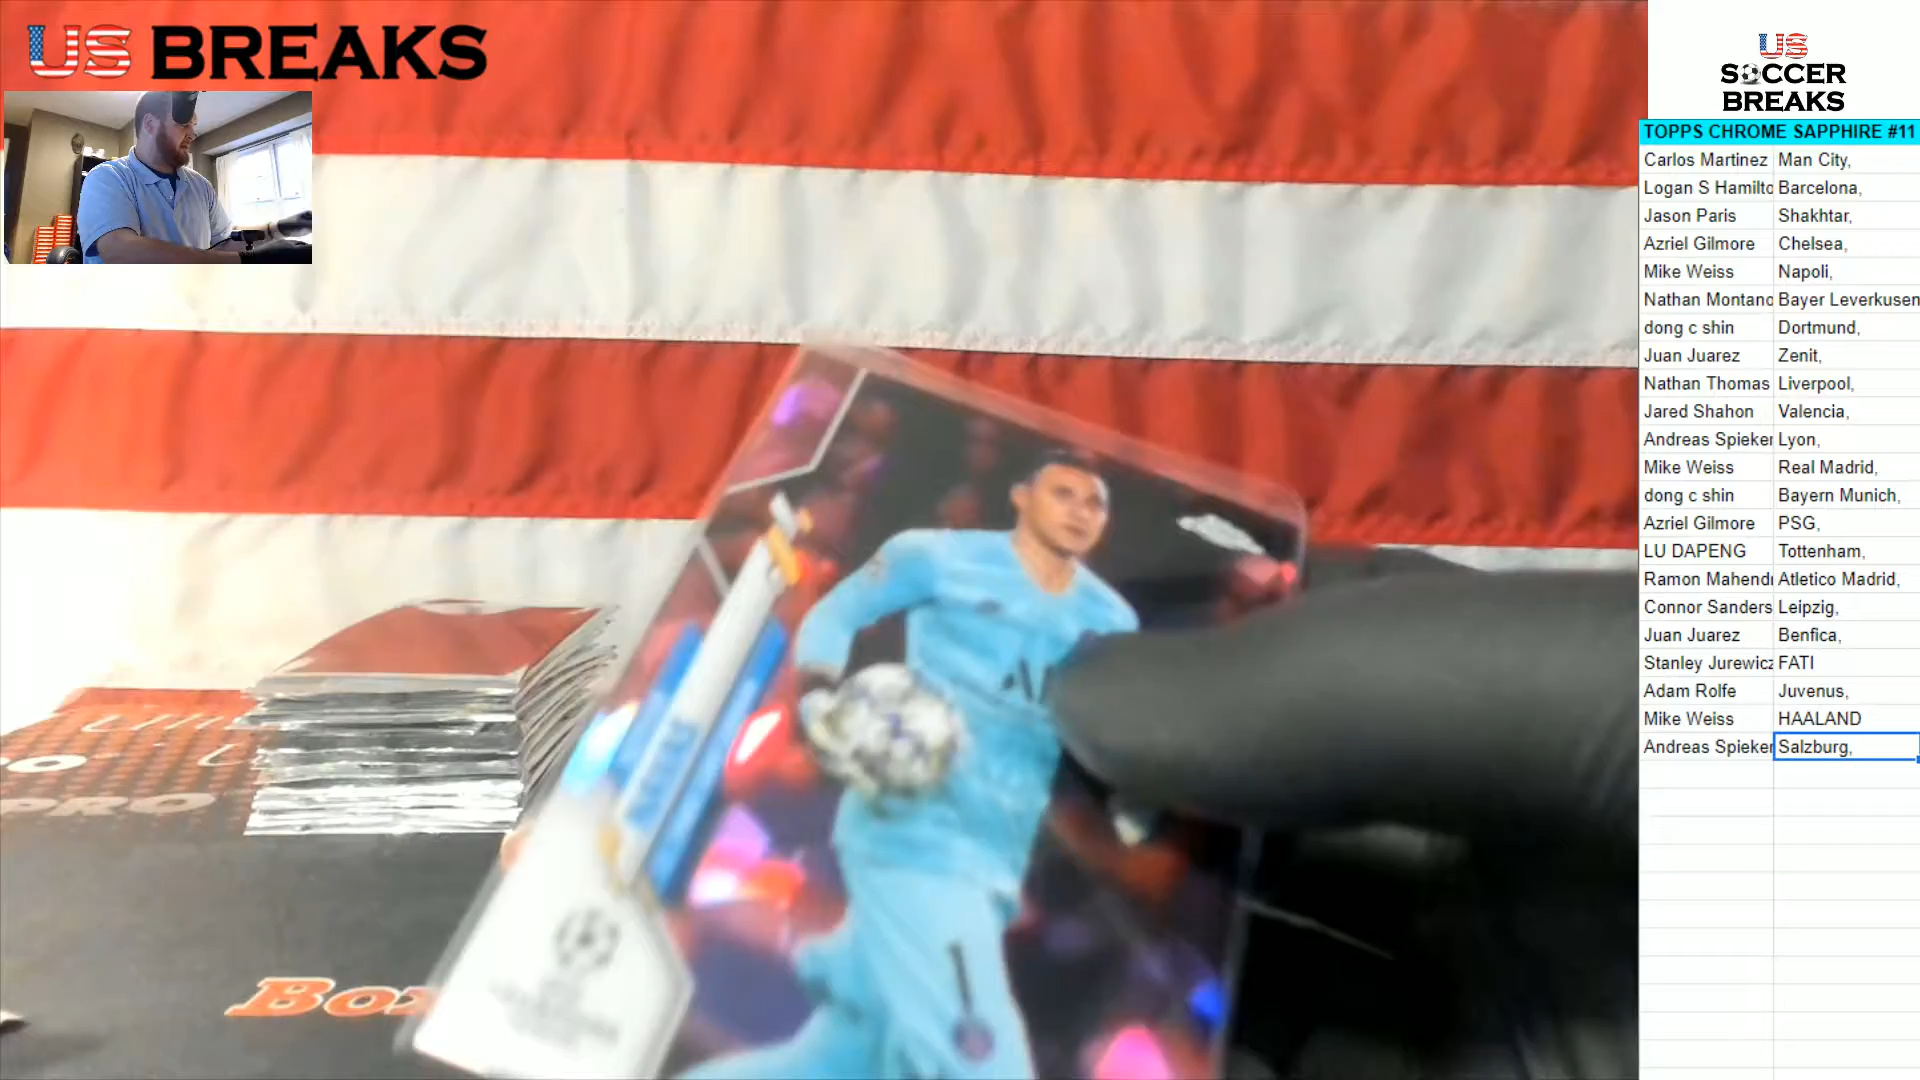 US BREAKS
US
SOCCER
BREAKS
TOPPS CHROME SAPPHIRE #11
Carlos Martinez Man City,
Logan S Hamilto Barcelona,
Jason Paris Shakhtar,
Azriel Gilmore Chelsea,
Mike Weiss Napoli,
Nathan Montano Bayer Leverkusen
dong c shin Dortmund,
Juan Juarez Zenit,
Nathan Thomas Liverpool,
Jared Shahon Valencia,
Andreas Spieker Lyon,
Mike Weiss Real Madrid,
dong c shin Bayern Munich,
Azriel Gilmore PSG,
LU DAPENG Tottenham,
Ramon Mahendr Atletico Madrid,
Connor Sanders Leipzig,
Juan Juarez Benfica,
Stanley Jurewicz FATI
Adam Rolfe Juvenus,
Mike Weiss HAALAND
Andreas Spieker Salzburg,
PRO
Box